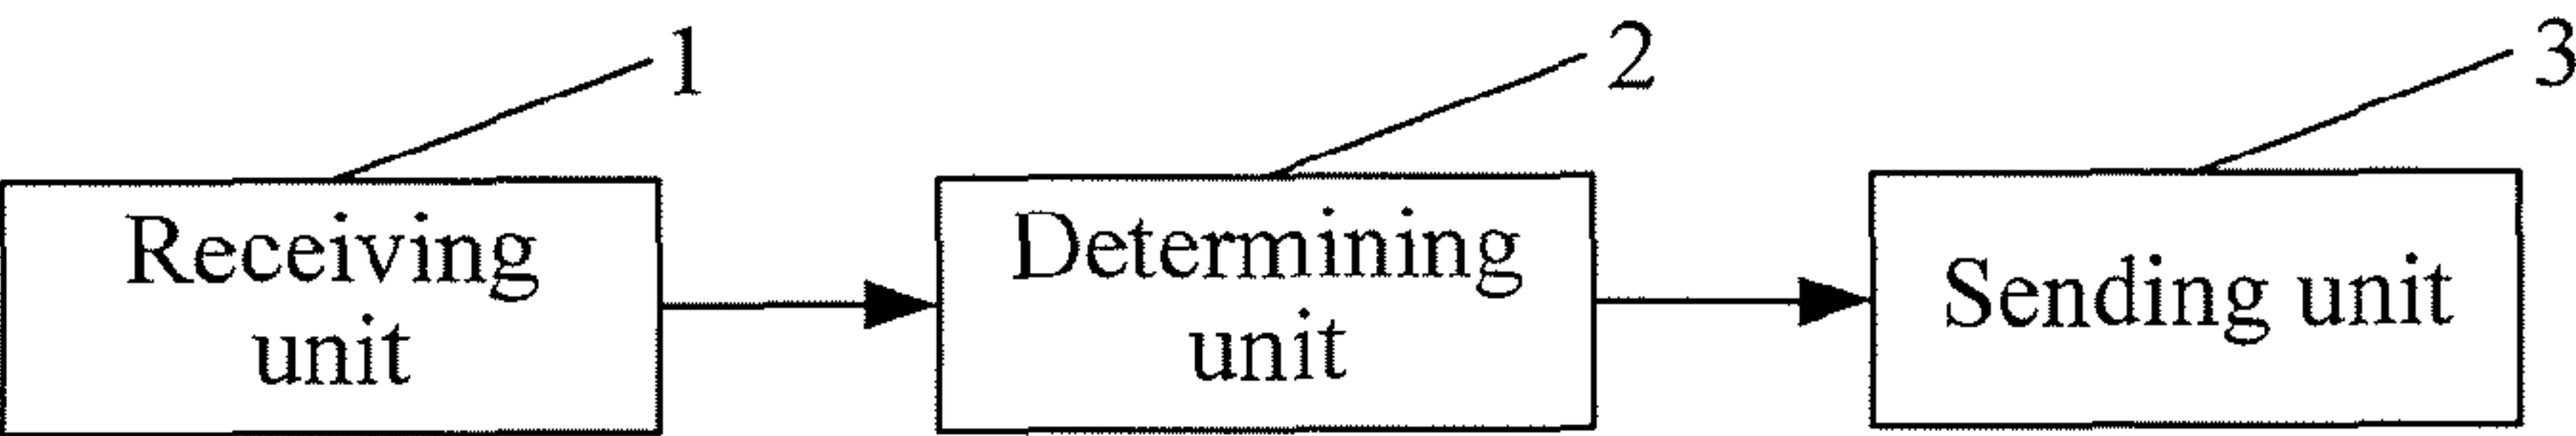 1
2
3
Receiving
unit
Determining
unit
Sending unit